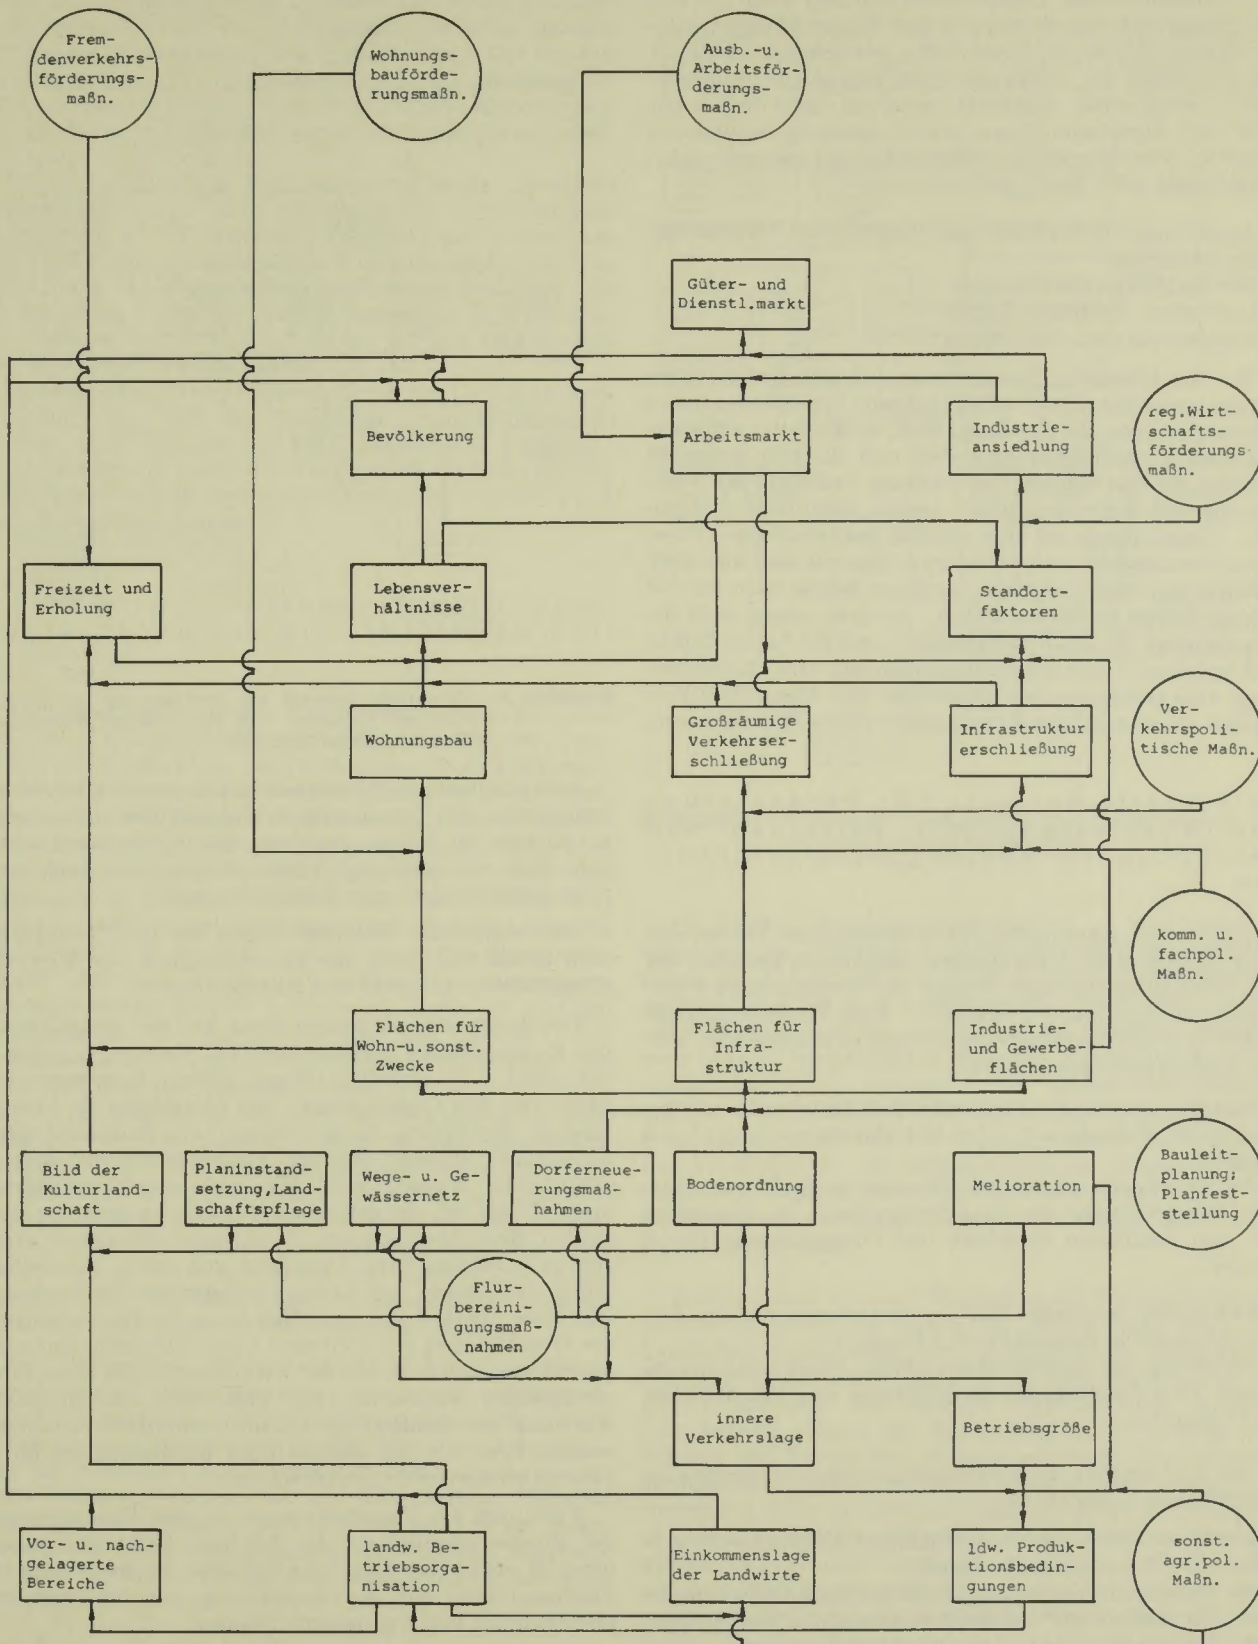 Frem-
denverkehrs-
förderungs-
maßn.
Wohnungs-
bauförde-
rungsmaßn.
Ausb.-u.
Arbeitsför-
derungs-
maßn.
Güter- und
Dienstl.markt
Bevölkerung
Arbeitsmarkt
Industrie-
ansiedlung
reg.Wirt-
schafts-
förderungs-
maßn.
Freizeit und
Erholung
Lebensver-
hältnisse
Standort-
faktoren
Wohnungsbau
Großräumige
Verkehrser-
schließung
Infrastruktur
erschließung
Ver-
kehrspoli-
tische Maßn.
komm. u.
fachpol.
Maßn.
Flächen für
Wohn-u.sonst.
Zwecke
Flächen für
Infra-
struktur
Industrie-
und Gewerbe-
flächen
Bild der
Kulturland-
schaft
Planinstand-
setzung,Land-
schaftspflege
Wege- u. Ge-
wässernetz
Dorferneue-
rungsmaß-
nahmen
Bodenordnung
Melioration
Bauleit-
planung;
Planfest-
stellung
Flur-
bereini-
gungsmaß-
nahmen
innere
Verkehrslage
Betriebsgröße
Vor- u. nach-
gelagerte
Bereiche
landw. Be-
triebsorga-
nisation
Einkommenslage
der Landwirte
ldw. Produk-
tionsbedin-
gungen
sonst.
agr.pol.
Maßn.